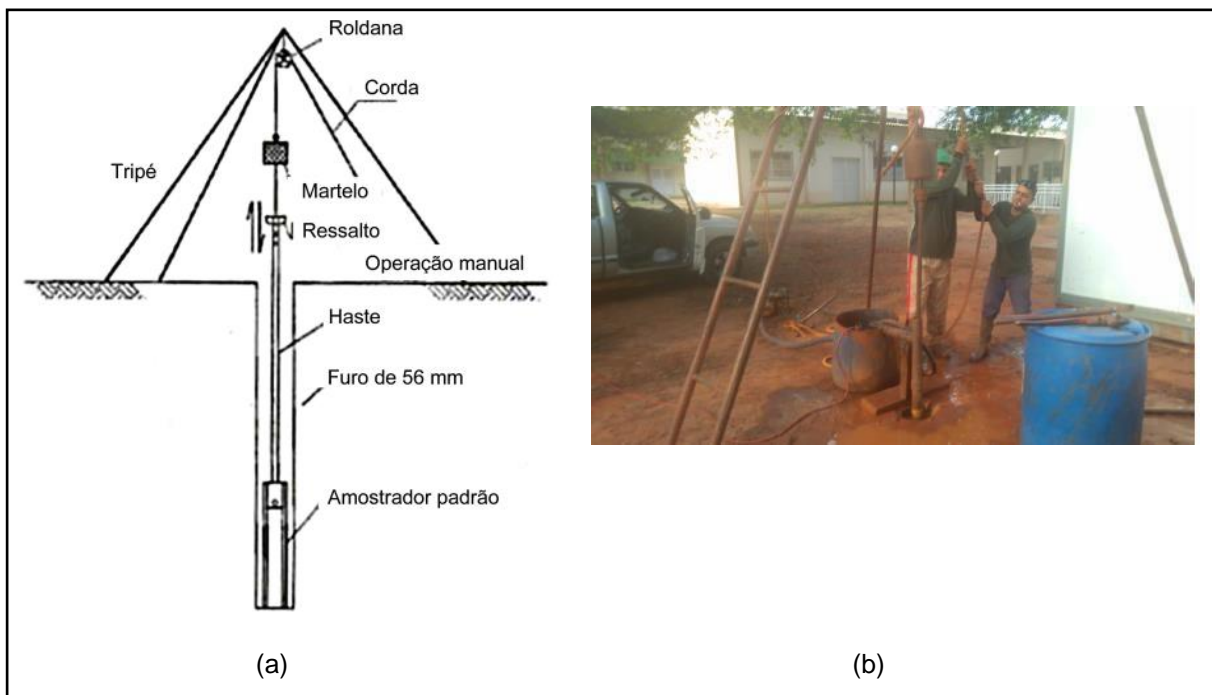 Roldana
Corda
Tripé
Martelo
Ressalto
Operação manual
Haste
Furo de 56 mm
Amostrador padrão
(a)
(b)